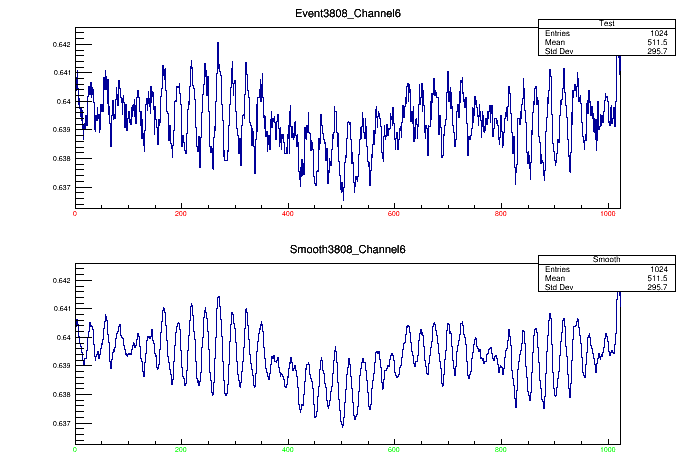 Event3808_Channel6
Test
Entries 1024
Mean 511.5
Std Dev 295.7
0.642
0.641
0.64
0.639
0.638
0.637
0 200 400 600 800 1000
Smooth3808_Channel6
Smooth
Entries 1024
Mean 511.5
Std Dev 295.7
0.642
0.641
0.64
0.639
0.638
0.637
0 200 400 600 800 1000